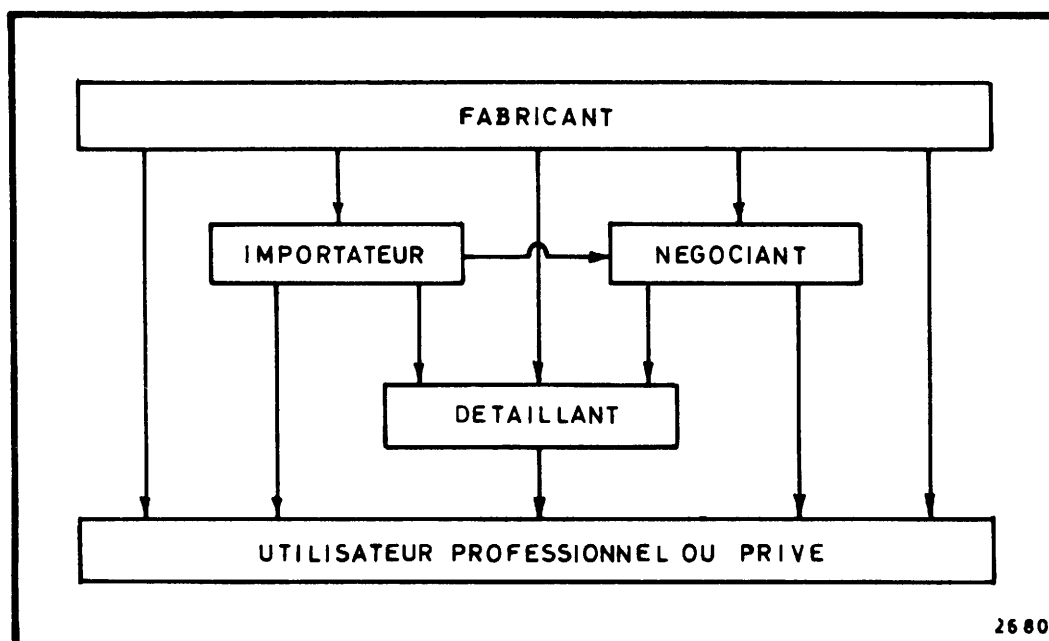 FABRICANT
IMPORTATEUR
NEGOCIANT
DETAILLANT
UTILISATEUR PROFESSIONNEL OU PRIVE
2680